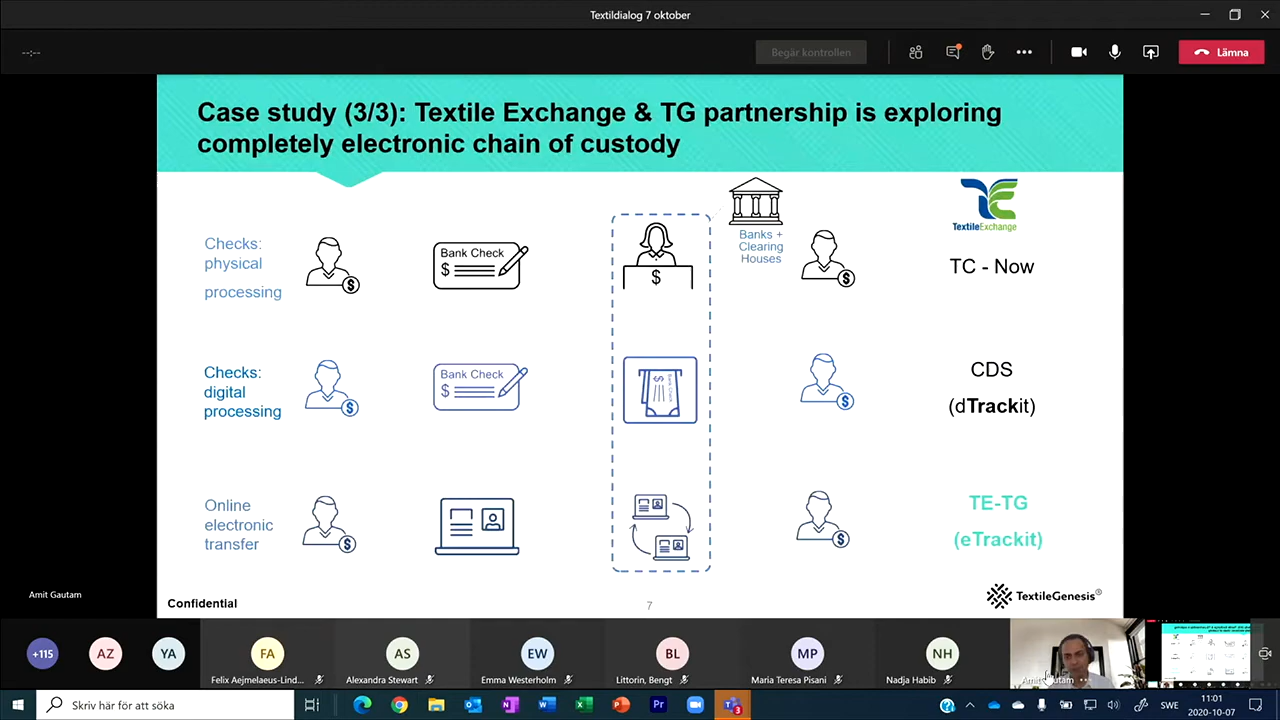 Textildialog 7 oktober
--:--
Begär kontrollen
Lämna
Case study (3/3): Textile Exchange & TG partnership is exploring
completely electronic chain of custody
Checks:
physical
processing
Bank Check
$
$
$
Banks +
Clearing
Houses
$
TextileExchange
TC - Now
Checks:
digital
processing
$
Bank Check
$
$
$
CDS
(dTrackit)
Online
electronic
transfer
$
$
TE-TG
(eTrackit)
Amit Gautam
Confidential
7
TextileGenesis®
+115
AZ
YA
FA
Felix Aejmelaeus-Lind...
AS
Alexandra Stewart
EW
Emma Westerholm
BL
Littorin, Bengt
MP
Maria Teresa Pisani
NH
Nadja Habib
Amit Gautam
Skriv här för att söka
SWE
11:01
2020-10-07